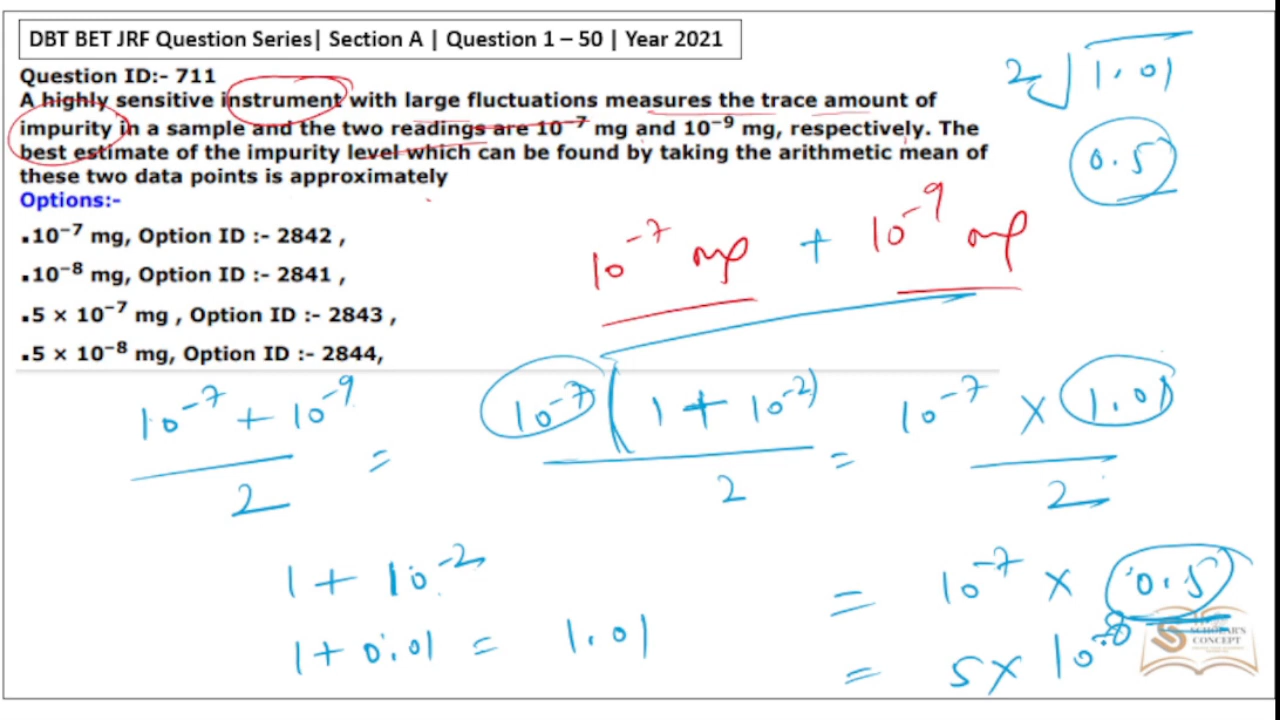 DBT BET JRF Question Series| Section A | Question 1 – 50 | Year 2021
Question ID:- 711
A highly sensitive instrument with large fluctuations measures the trace amount of
impurity in a sample and the two readings are 10⁻⁷ mg and 10⁻⁹ mg, respectively. The
best estimate of the impurity level which can be found by taking the arithmetic mean of
these two data points is approximately
Options:-
.10⁻⁷ mg, Option ID :- 2842 ,
.10⁻⁸ mg, Option ID :- 2841 ,
.5 × 10⁻⁷ mg , Option ID :- 2843 ,
.5 × 10⁻⁸ mg, Option ID :- 2844,
2 √1.01
0.5
10⁻⁷ mg + 10⁻⁹ mg
10⁻⁷ + 10⁻⁹ = 10⁻⁷ (1 + 10⁻²) = 10⁻⁷ × 1.01
2 2 2
1 + 10⁻²
= 10⁻⁷ × 0.5
1 + 0.01 = 1.01
= 5 × 10⁻⁸
SCHOLAR'S
CONCEPT